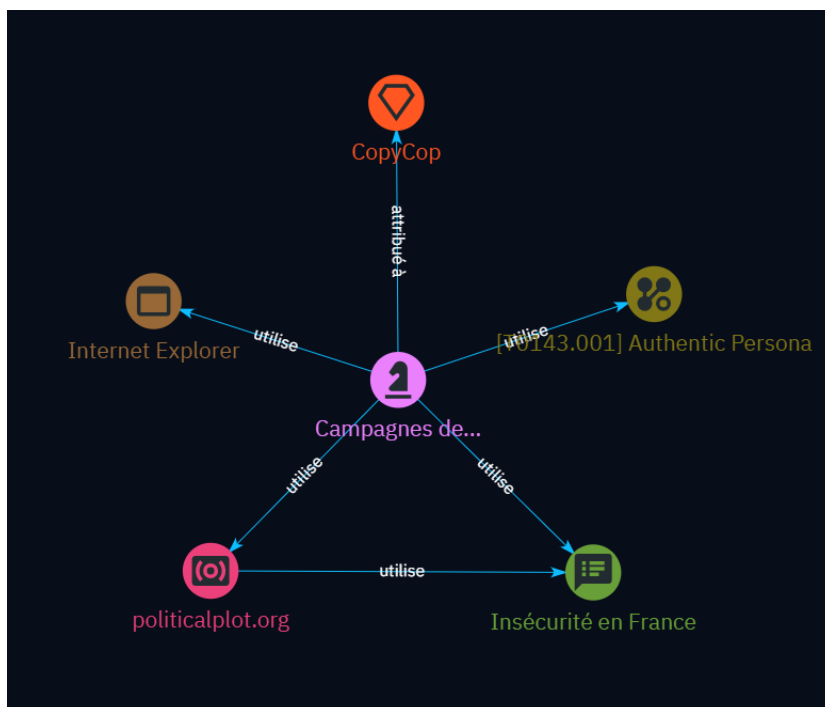 CopyCop
attribué à
Internet Explorer
utilise
utilise
[T0143.001] Authentic Persona
Campagnes de...
utilise
utilise
politicalplot.org
utilise
Insécurité en France